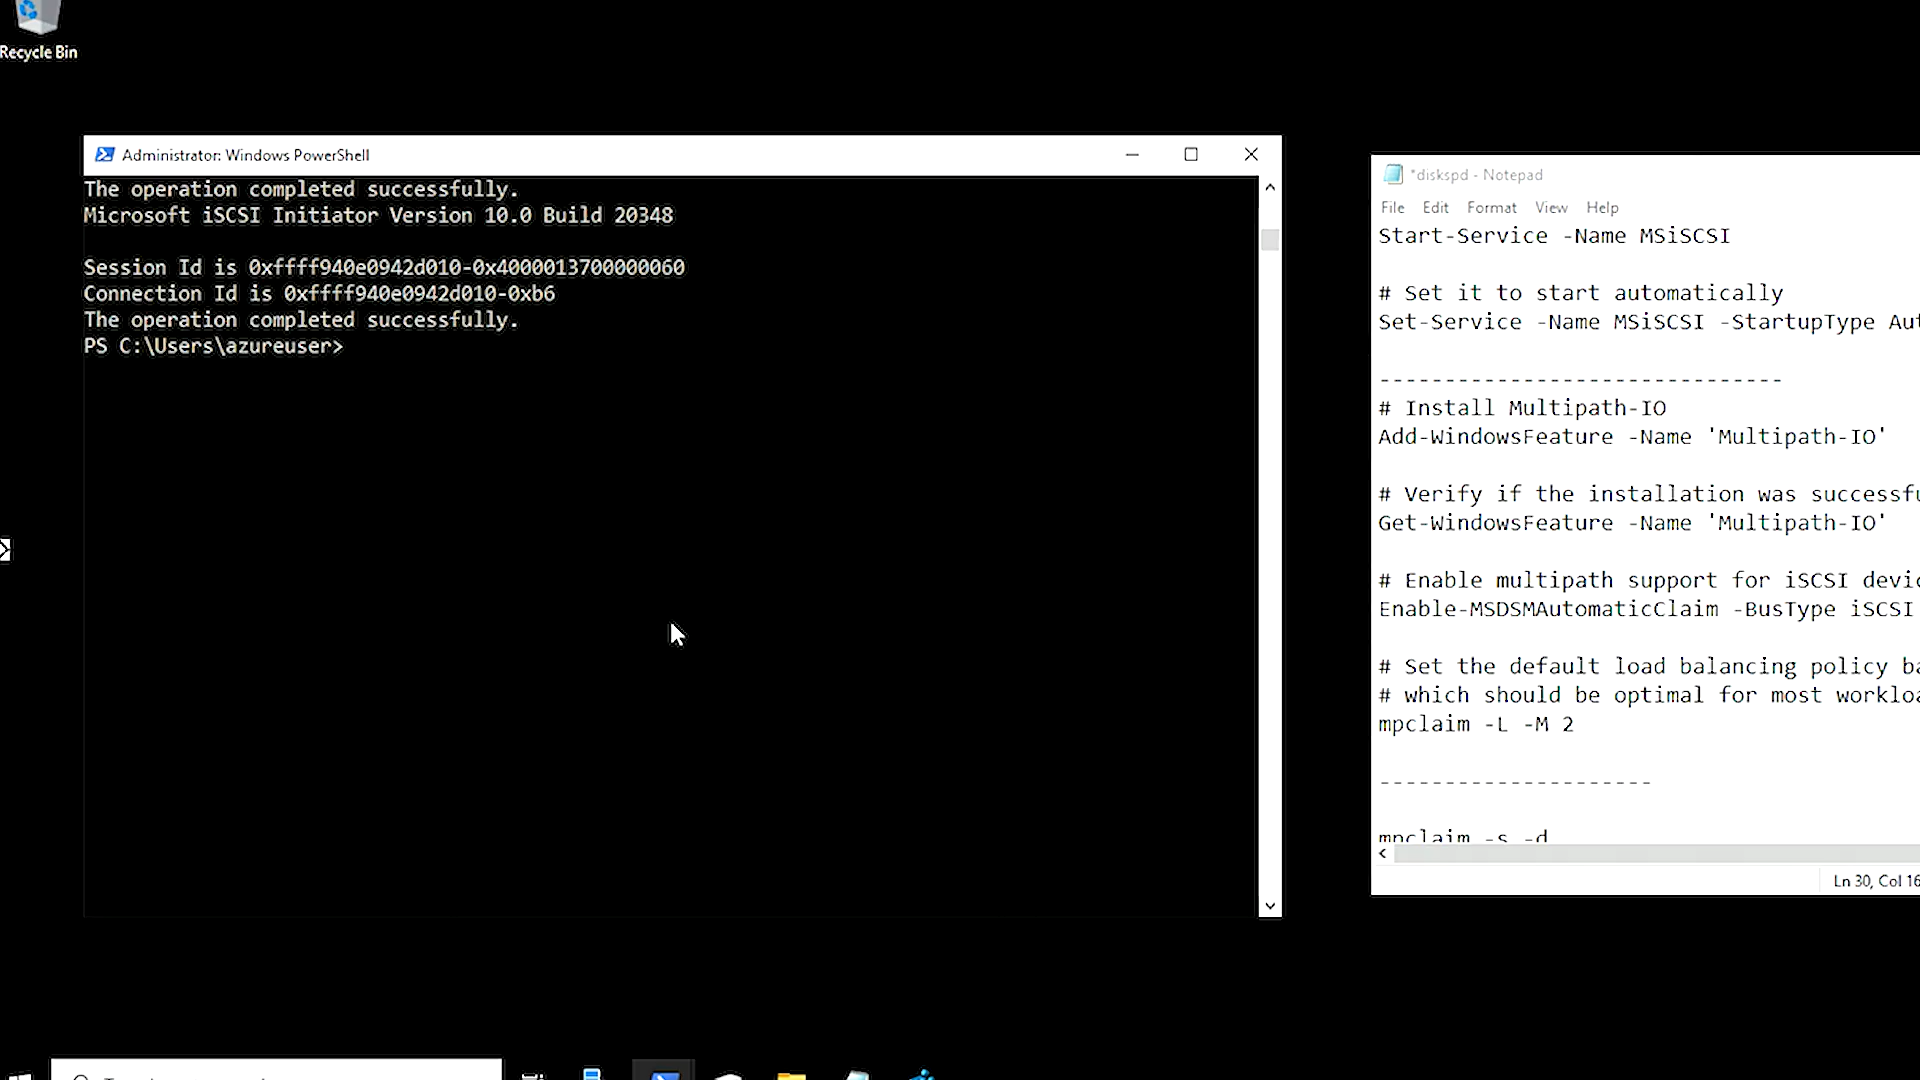 Recycle Bin
Administrator: Windows PowerShell
The operation completed successfully.
Microsoft iSCSI Initiator Version 10.0 Build 20348
Session Id is 0xffff940e0942d010-0x4000013700000060
Connection Id is 0xffff940e0942d010-0xb6
The operation completed successfully.
PS C:\Users\azureuser>
*diskspd - Notepad
File Edit Format View Help
Start-Service -Name MSiSCSI
# Set it to start automatically
Set-Service -Name MSiSCSI -StartupType Aut
-------------------------------
# Install Multipath-IO
Add-WindowsFeature -Name 'Multipath-IO'
# Verify if the installation was successfu
Get-WindowsFeature -Name 'Multipath-IO'
# Enable multipath support for iSCSI devic
Enable-MSDSMAutomaticClaim -BusType iSCSI
# Set the default load balancing policy ba
# which should be optimal for most workloa
mpclaim -L -M 2
---------------------
mpclaim -s -d
Ln 30, Col 16